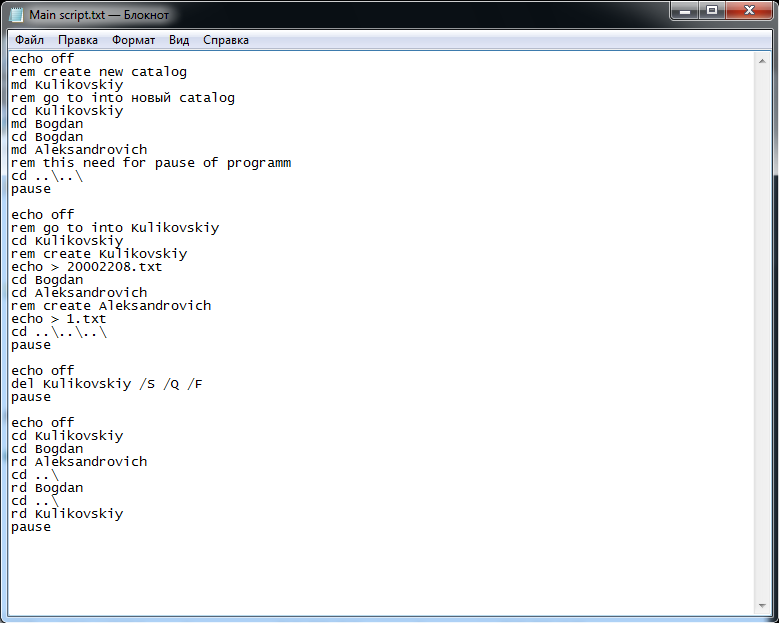 Main script.txt — Блокнот
Файл Правка Формат Вид Справка
echo off
rem create new catalog
md Kulikovskiy
rem go to into новый catalog
cd Kulikovskiy
md Bogdan
cd Bogdan
md Aleksandrovich
rem this need for pause of programm
cd ..\..\
pause

echo off
rem go to into Kulikovskiy
cd Kulikovskiy
rem create Kulikovskiy
echo > 20002208.txt
cd Bogdan
cd Aleksandrovich
rem create Aleksandrovich
echo > 1.txt
cd ..\..\..\
pause

echo off
del Kulikovskiy /S /Q /F
pause

echo off
cd Kulikovskiy
cd Bogdan
rd Aleksandrovich
cd ..\
rd Bogdan
cd ..\
rd Kulikovskiy
pause